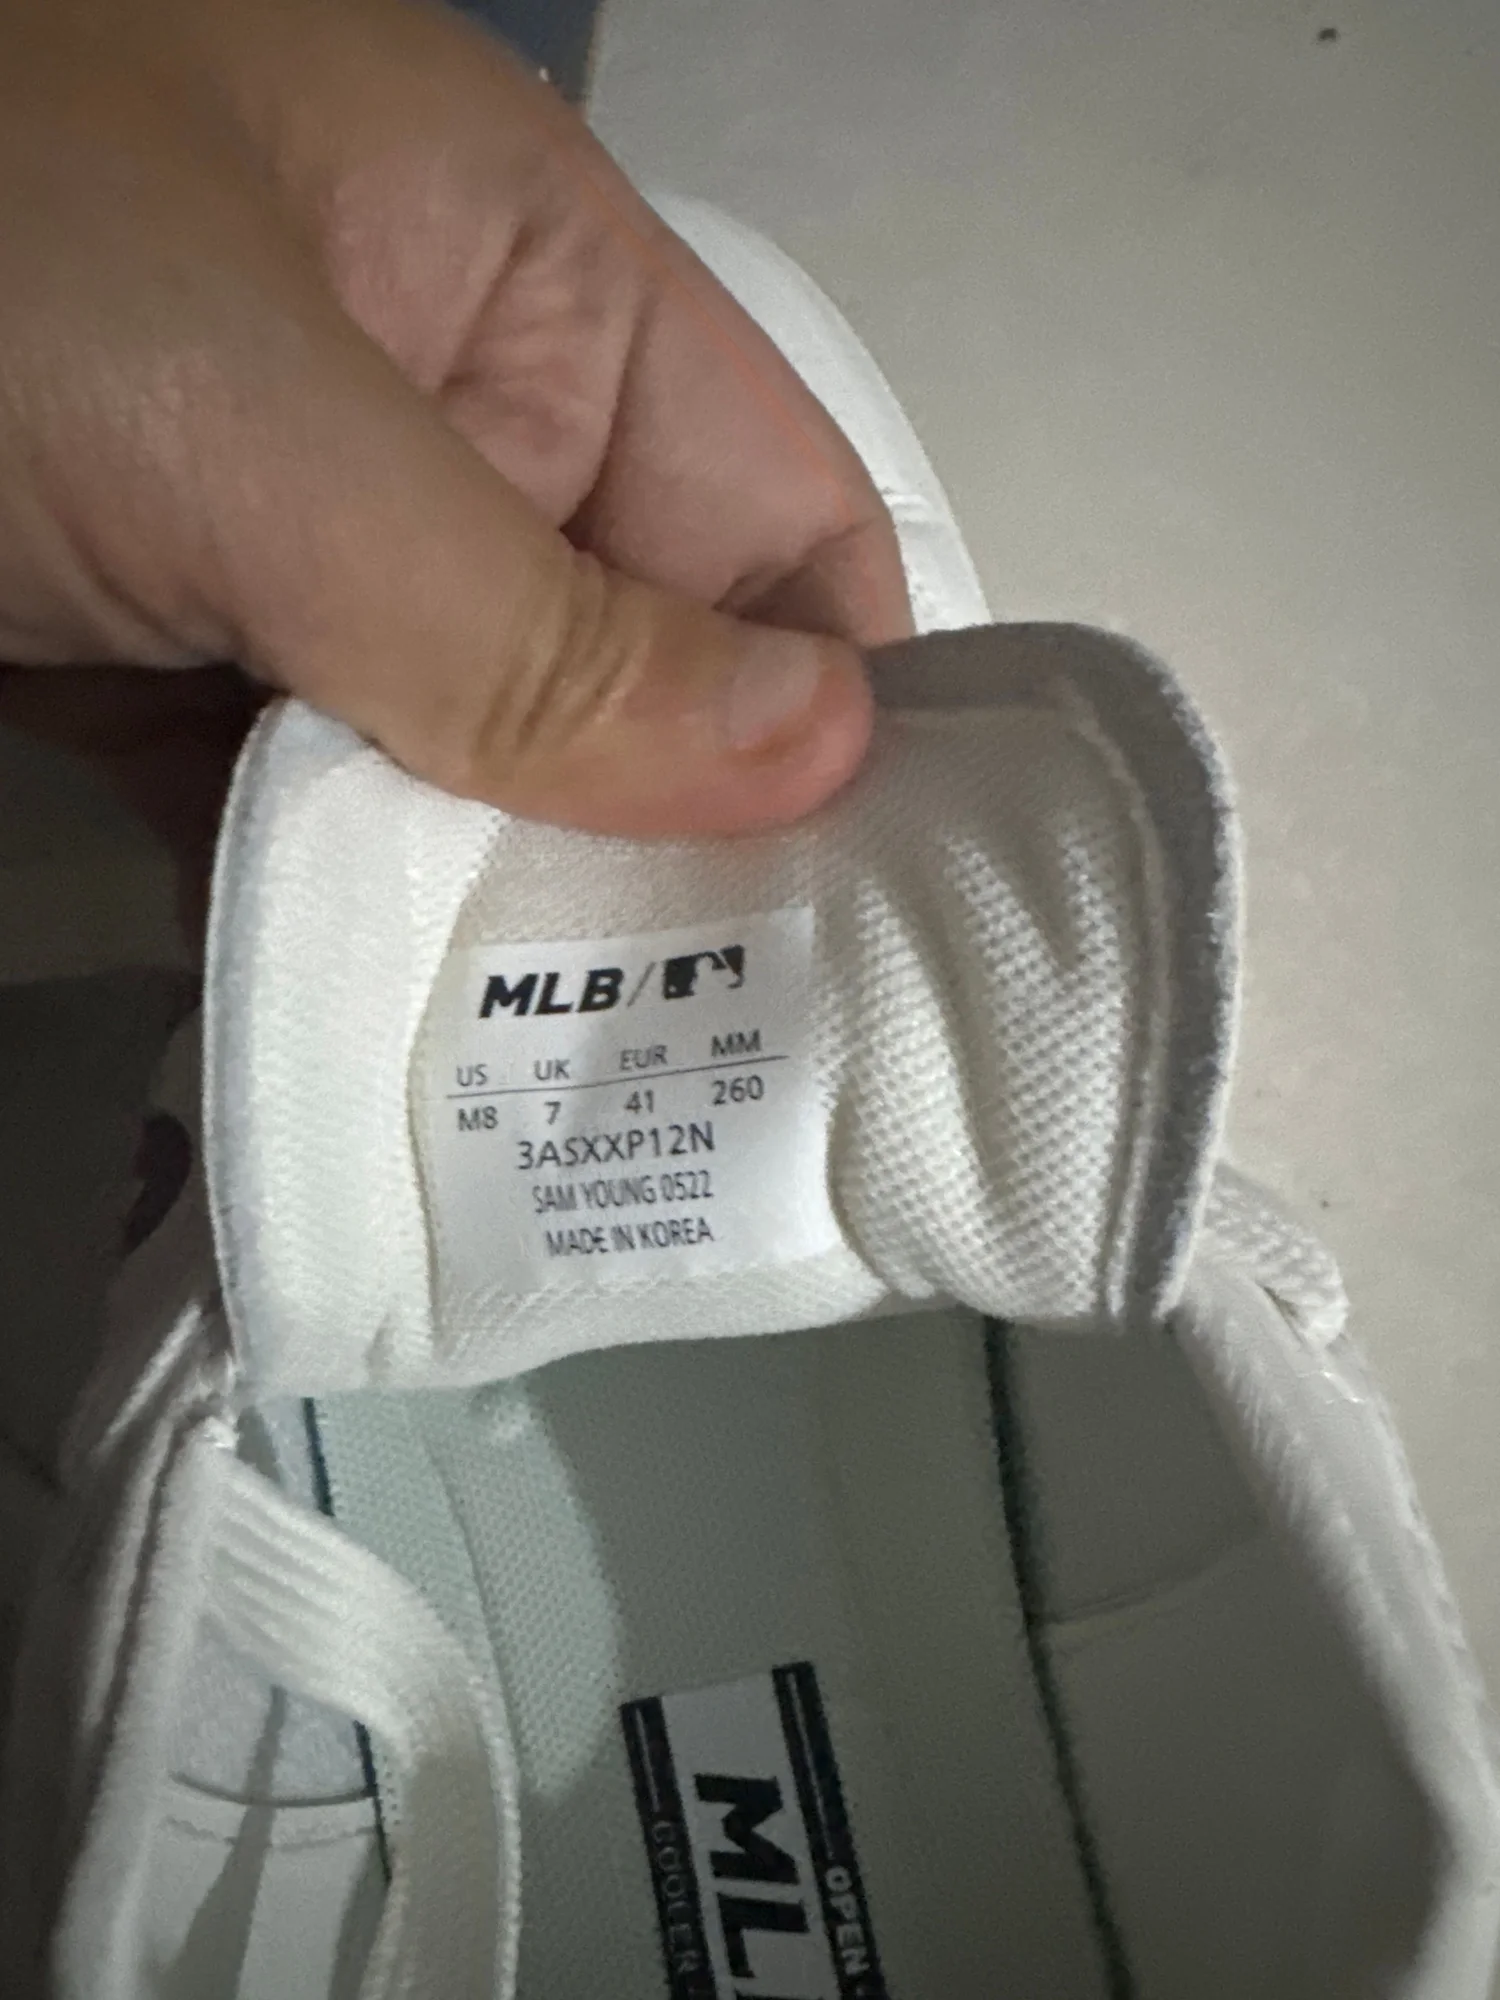 MLB/
US UK EUR MM
M8 7 41 260
3ASXXP12N
SAM YOUNG 0522
MADE IN KOREA
OPEN
ML
COOLER